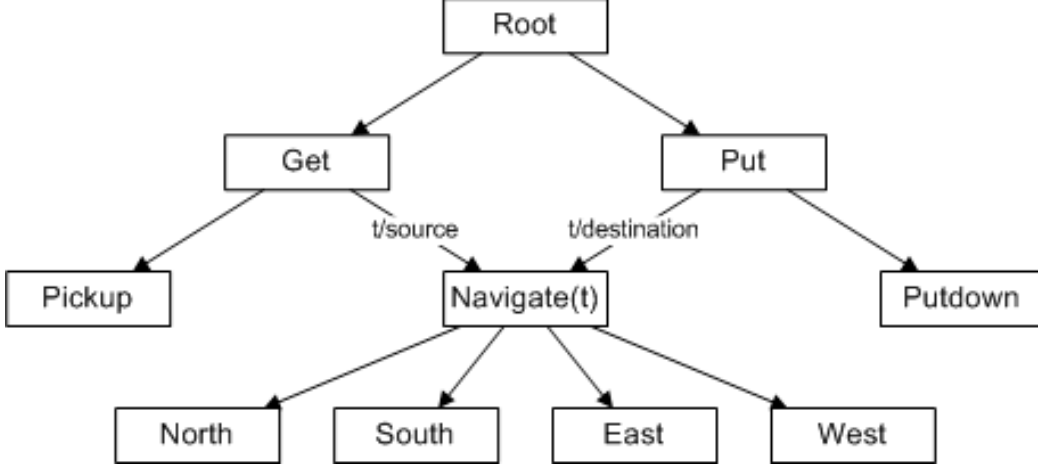 Root
Get
Put
t/source
t/destination
Pickup
Navigate(t)
Putdown
North
South
East
West